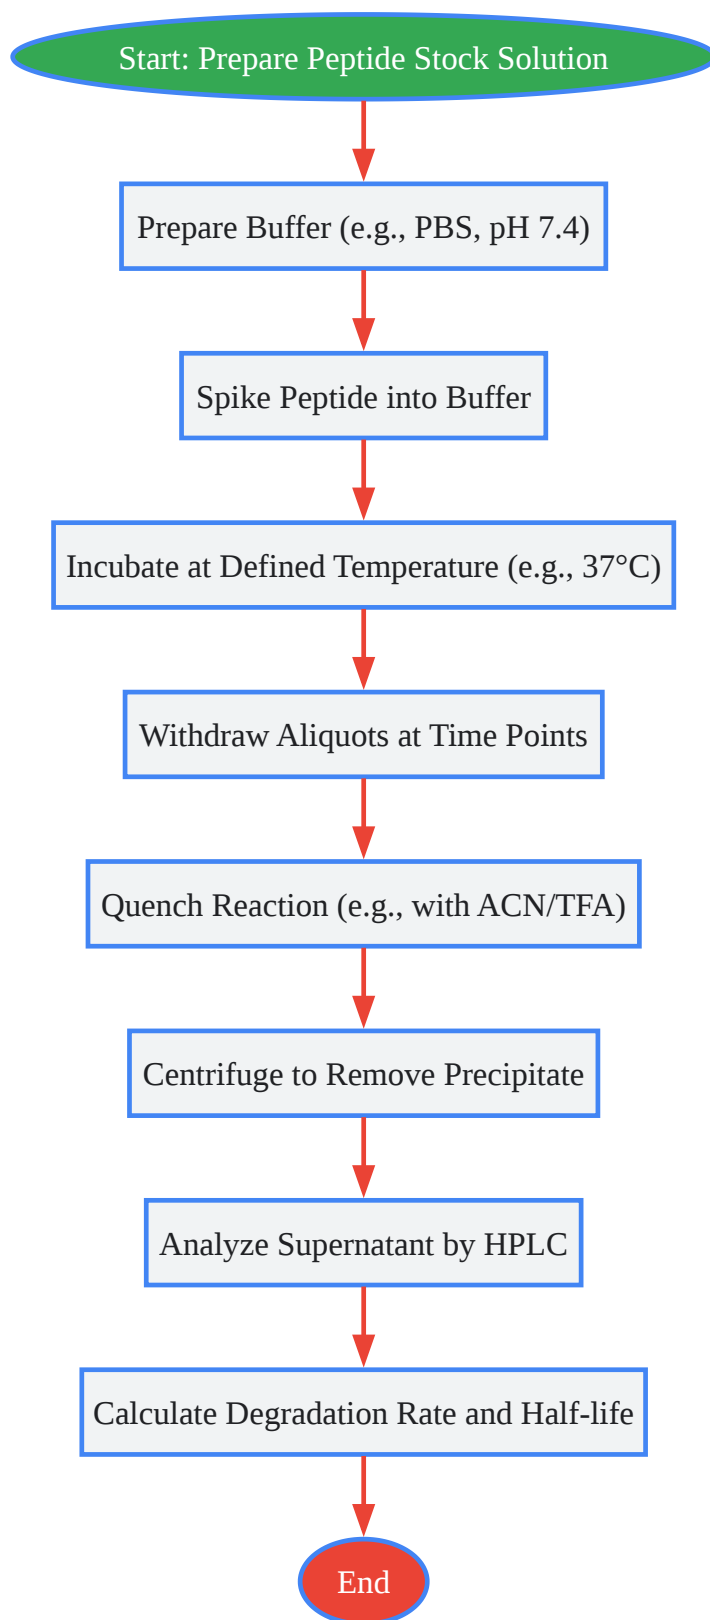 Start: Prepare Peptide Stock Solution
Prepare Buffer (e.g., PBS, pH 7.4)
Spike Peptide into Buffer
Incubate at Defined Temperature (e.g., 37°C)
Withdraw Aliquots at Time Points
Quench Reaction (e.g., with ACN/TFA)
Centrifuge to Remove Precipitate
Analyze Supernatant by HPLC
Calculate Degradation Rate and Half-life
End